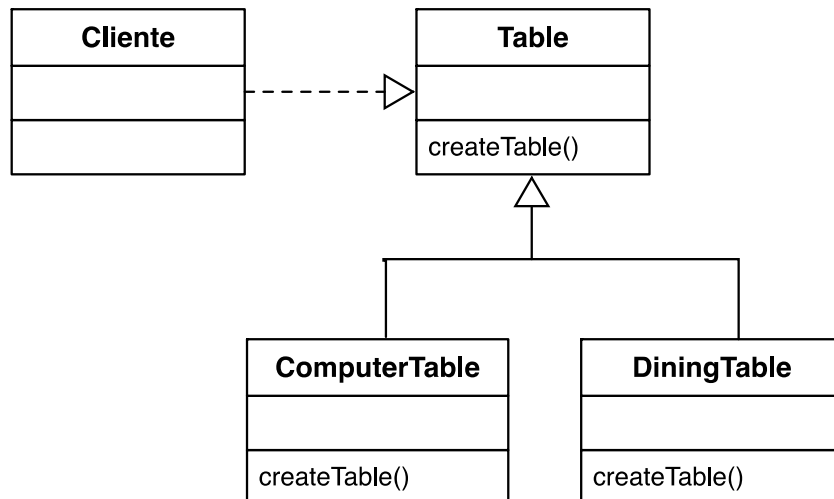 Cliente
Table
createTable()
ComputerTable
DiningTable
createTable()
createTable()